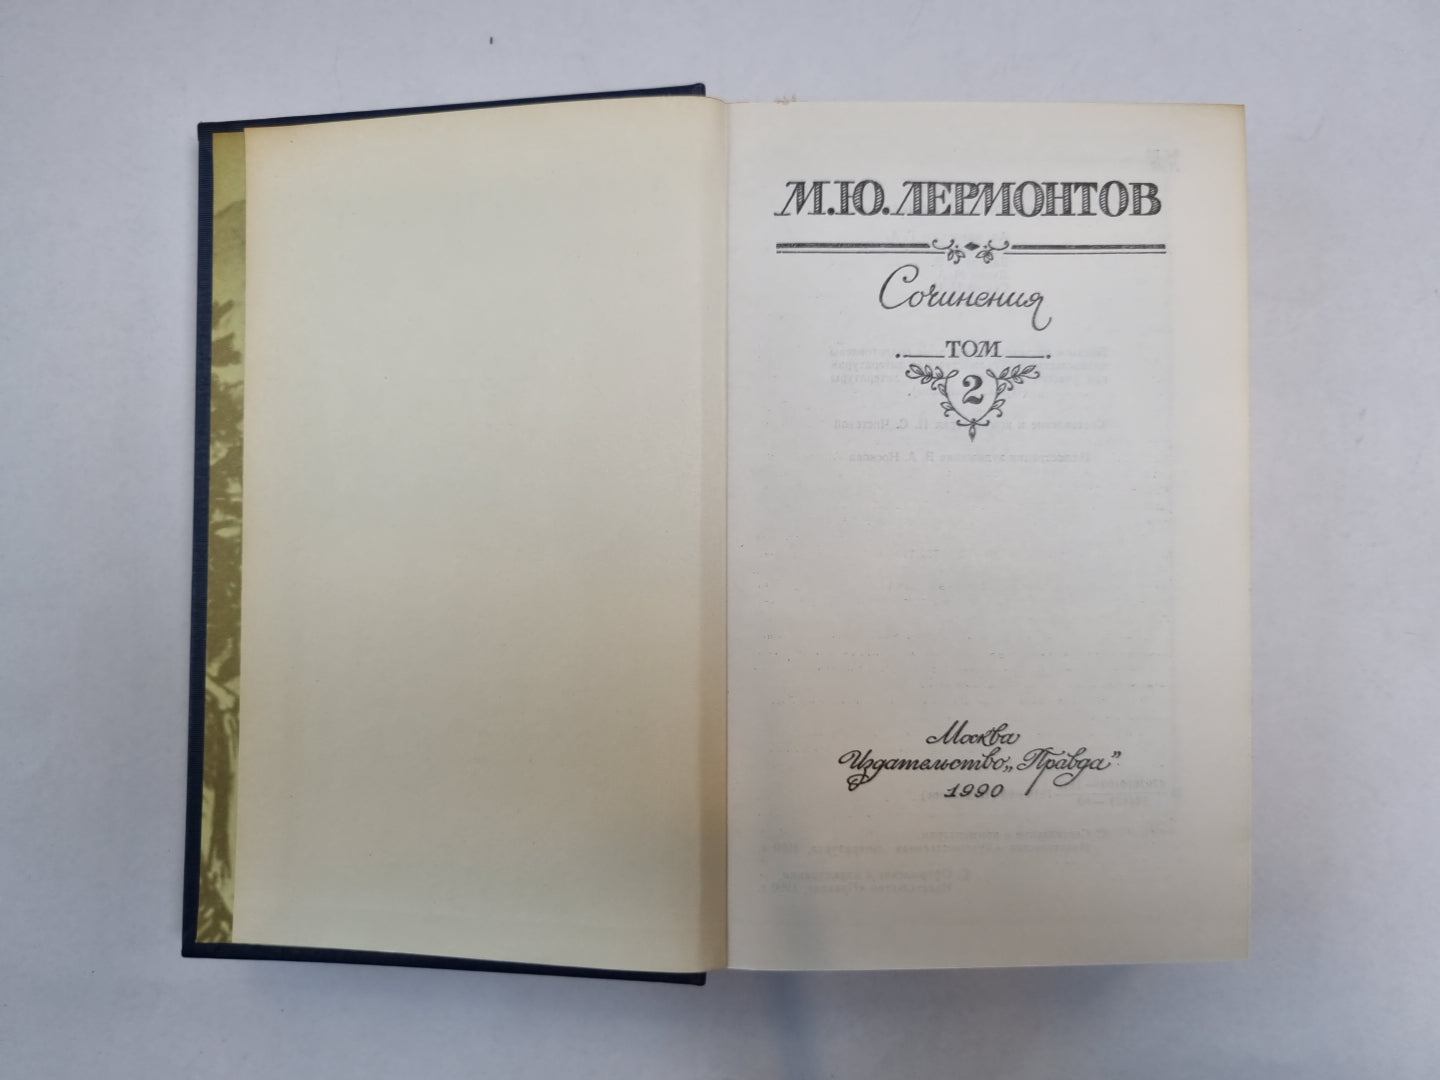 М.Ю. ЛЕРМОНТОВ
Сочинения
ТОМ
2
Москва
Издательство „Правда”
1990